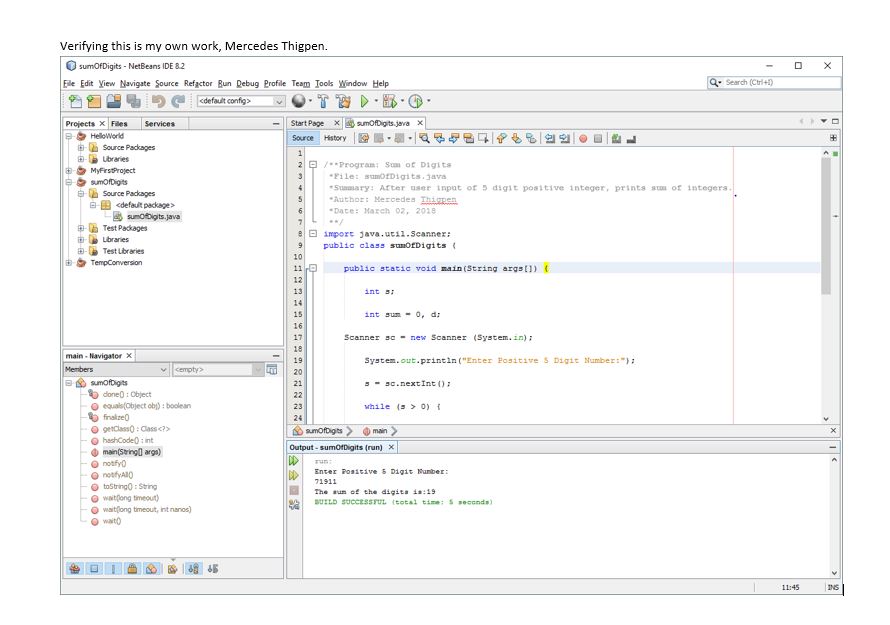 Verifying this is my own work, Mercedes Thigpen.
sumOfDigits - NetBeans IDE 8.2
File Edit View Navigate Source Refactor Run Debug Profile Team Tools Window Help
Search (Ctrl+I)
<default config>
Projects Files Services
HelloWorld
Source Packages
Libraries
MyFirstProject
sumOfDigits
Source Packages
<default package>
sumOfDigits.java
Test Packages
Libraries
Test Libraries
TempConversion
main - Navigator
Members <empty>
sumOfDigits
clone() : Object
equals(Object obj) : boolean
finalize()
getClass() : Class<?>
hashCode() : int
main(String[] args)
notify()
notifyAll()
toString() : String
wait(long timeout)
wait(long timeout, int nanos)
wait()
Start Page sumOfDigits.java
Source History
1
2 /**Program: Sum of Digits
3 *File: sumOfDigits.java
4 *Summary: After user input of 5 digit positive integer, prints sum of integers.
5 *Author: Mercedes Thigpen
6 *Date: March 02, 2018
7 **/
8 import java.util.Scanner;
9 public class sumOfDigits {
10
11 public static void main(String args[]) {
12
13 int s;
14
15 int sum = 0, d;
16
17 Scanner sc = new Scanner (System.in);
18
19 System.out.println("Enter Positive 5 Digit Number:");
20
21 s = sc.nextInt();
22
23 while (s > 0) {
24
sumOfDigits main
Output - sumOfDigits (run)
run:
Enter Positive 5 Digit Number:
71911
The sum of the digits is:19
BUILD SUCCESSFUL (total time: 5 seconds)
11:45 INS